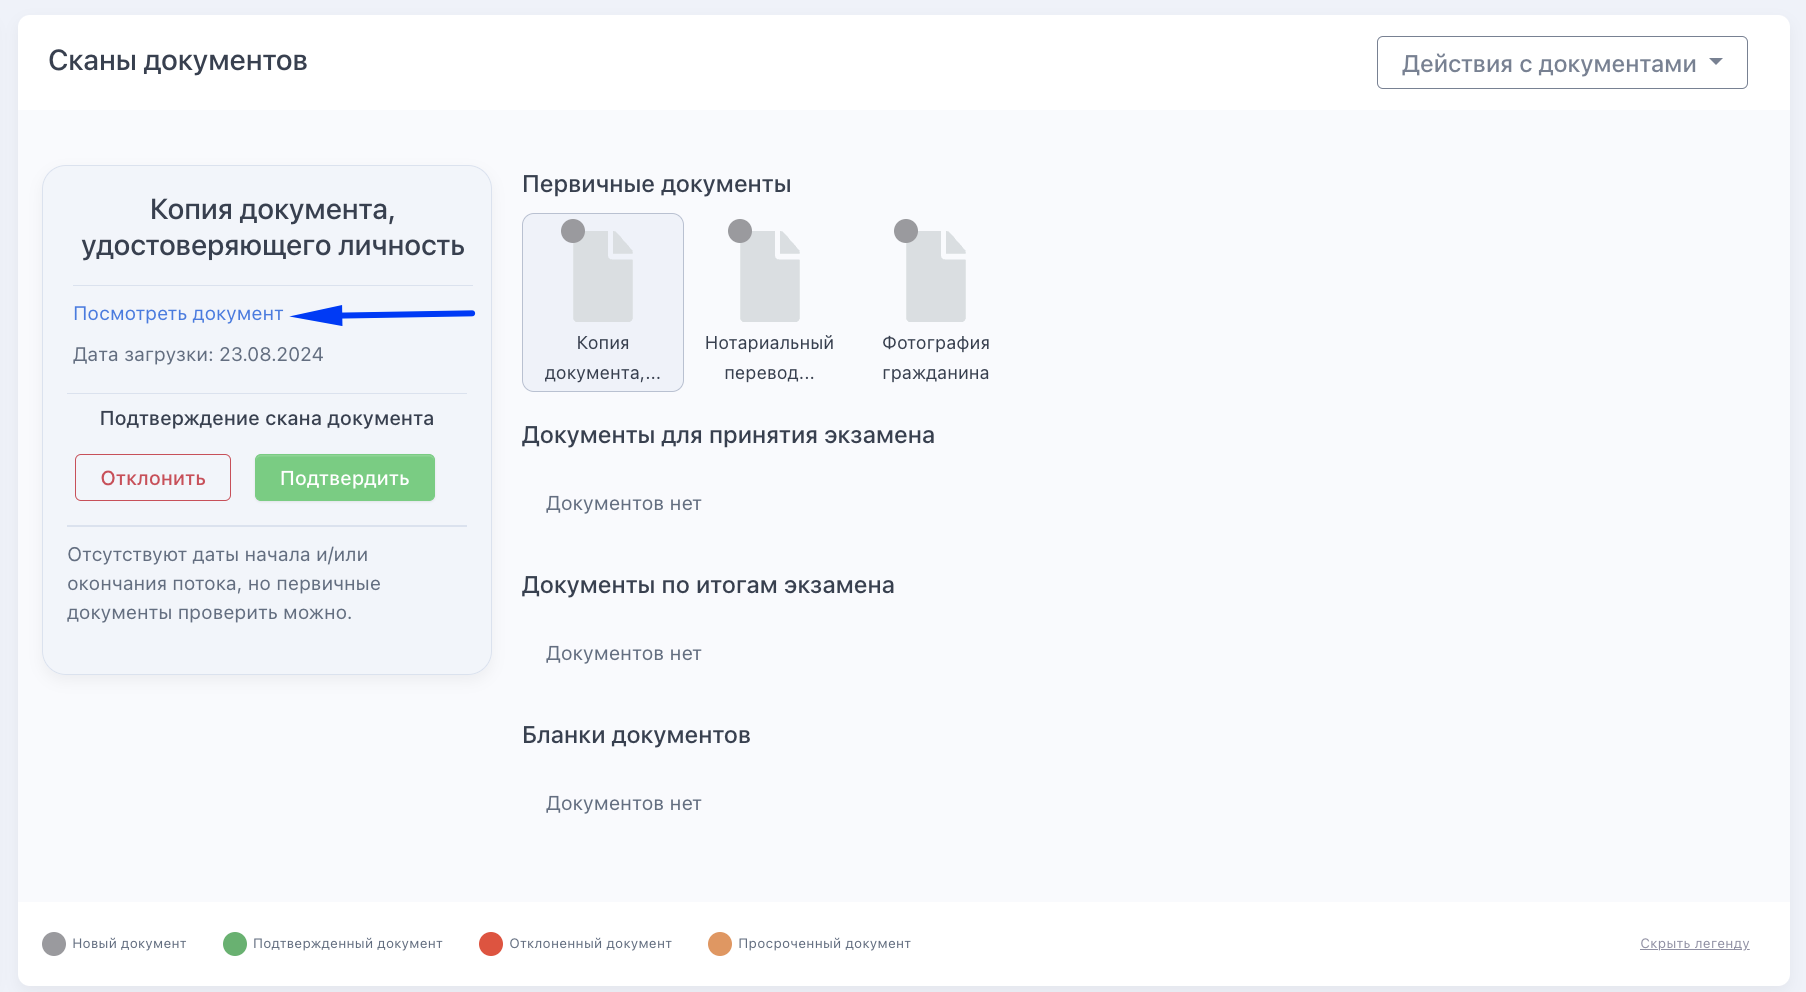 Сканы документов
Действия с документами
Копия документа,
удостоверяющего личность
Посмотреть документ
Дата загрузки: 23.08.2024
Подтверждение скана документа
Отклонить
Подтвердить
Отсутствуют даты начала и/или
окончания потока, но первичные
документы проверить можно.
Первичные документы
Копия
документа,...
Нотариальный
перевод...
Фотография
гражданина
Документы для принятия экзамена
Документов нет
Документы по итогам экзамена
Документов нет
Бланки документов
Документов нет
Новый документ
Подтвержденный документ
Отклоненный документ
Просроченный документ
Скрыть легенду